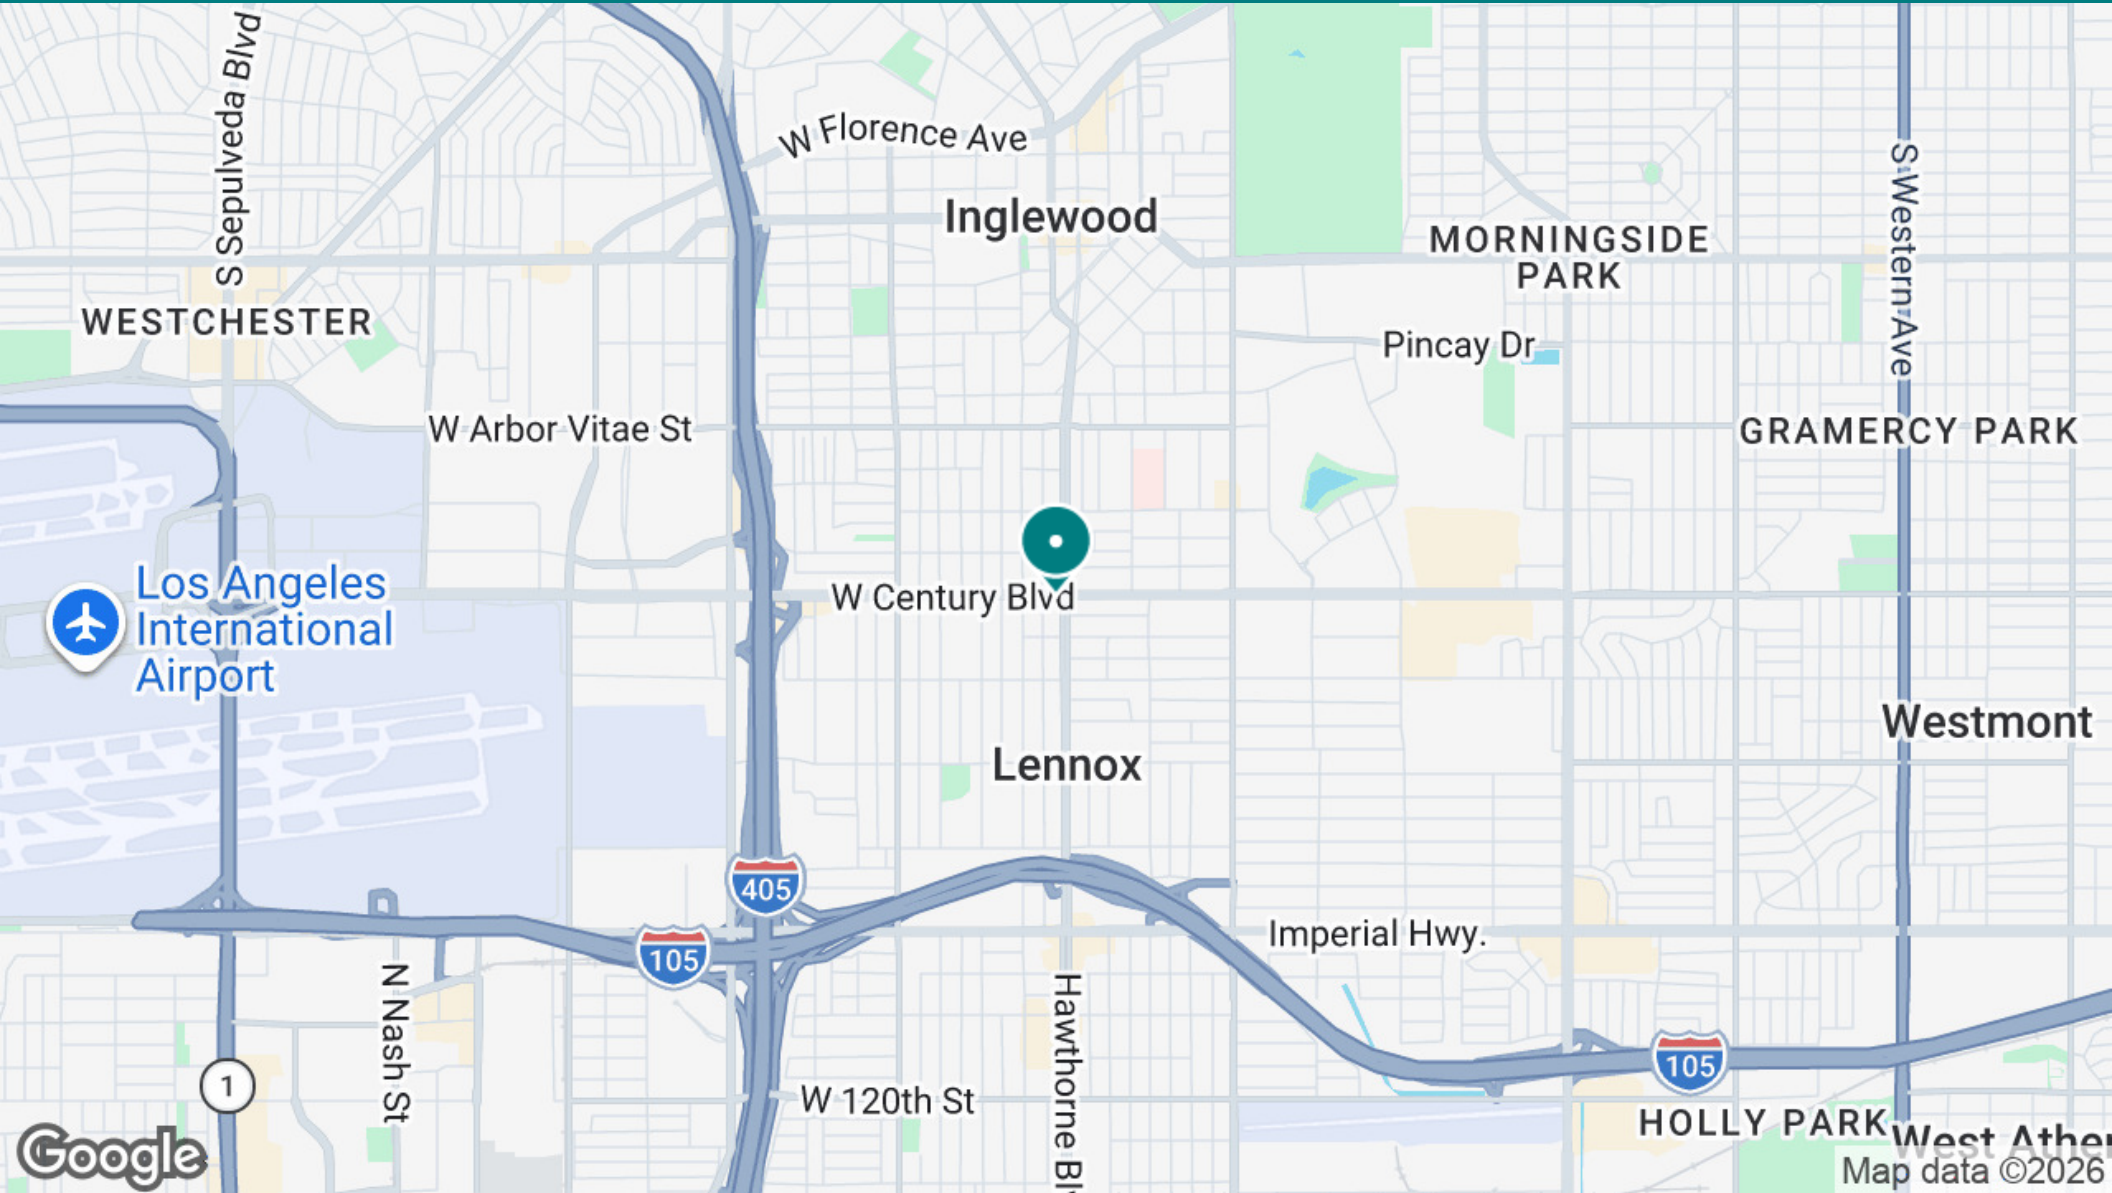 S Sepulveda Blvd
W Florence Ave
S Western Ave
Inglewood
MORNINGSIDE
PARK
WESTCHESTER
Pincay Dr
W Arbor Vitae St
GRAMERCY PARK
Los Angeles
International
Airport
W Century Blvd
Westmont
Lennox
405
105
Imperial Hwy.
N Nash St
Hawthorne Bl
105
1
W 120th St
HOLLY PARK
West Ather
Google
Map data ©2026